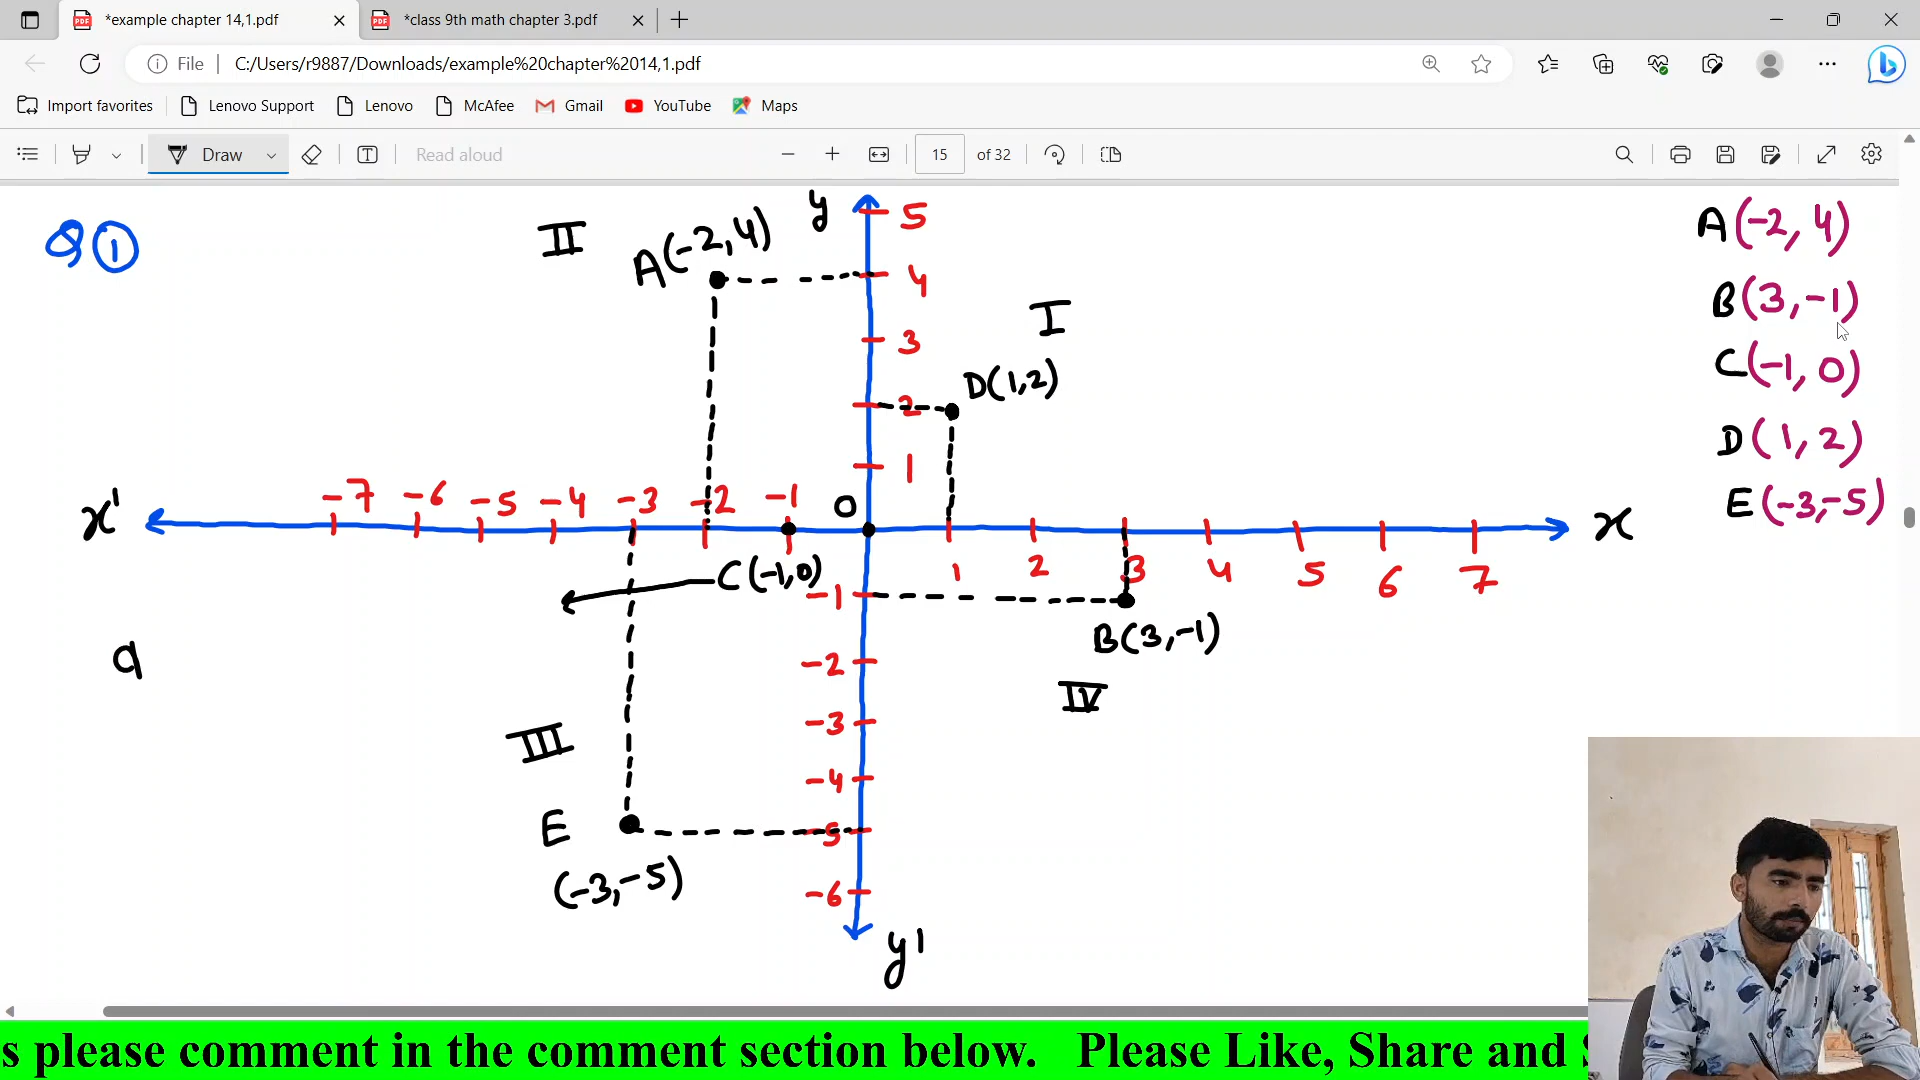 *example chapter 14,1.pdf
*class 9th math chapter 3.pdf
File C:/Users/r9887/Downloads/example%20chapter%2014,1.pdf
Import favorites Lenovo Support Lenovo McAfee Gmail YouTube Maps
Draw Read aloud 15 of 32
Q 1
II
A(-2,4)
y
5
4
3
2
1
I
D(1,2)
A(-2, 4)
B(3,-1)
C(-1, 0)
D(1, 2)
E(-3,-5)
x'
-7 -6 -5 -4 -3 -2 -1 0
x
1 2 3 4 5 6 7
C(-1,0)
-1
B(3,-1)
-2
IV
-3
III
-4
E
-5
(-3,-5)
-6
y'
s please comment in the comment section below. Please Like, Share and